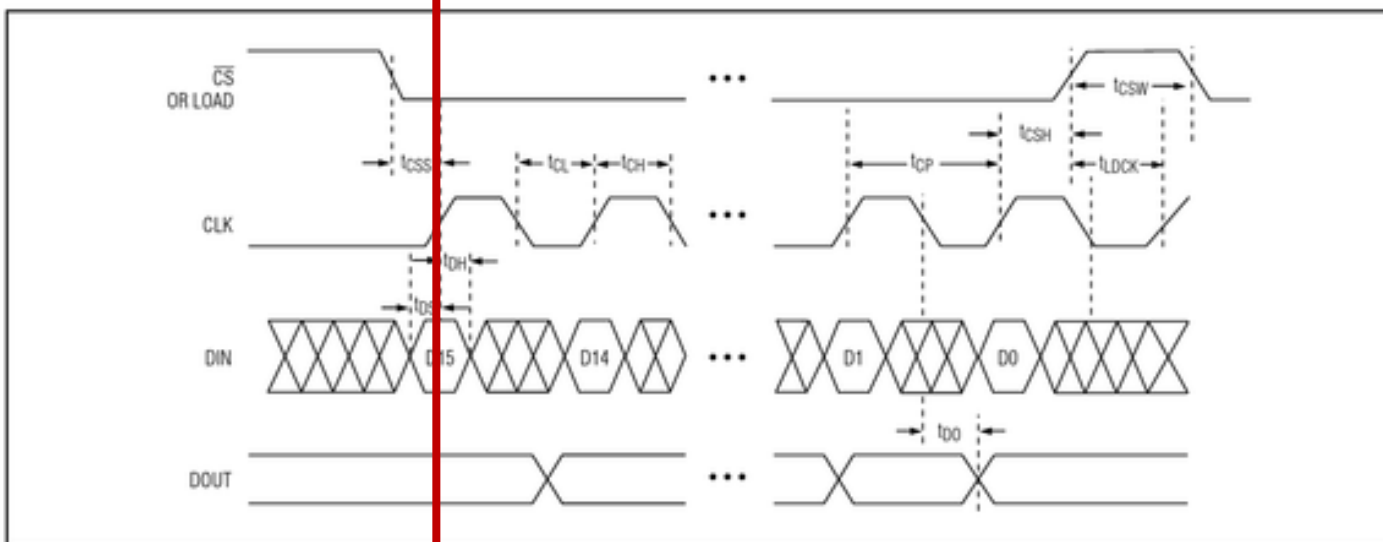 CS
OR LOAD
tCSW
tCSH
tCSS
tCL
tCH
tCP
tLDCK
CLK
tDH
tDS
DIN
D15
D14
D1
D0
tDO
DOUT